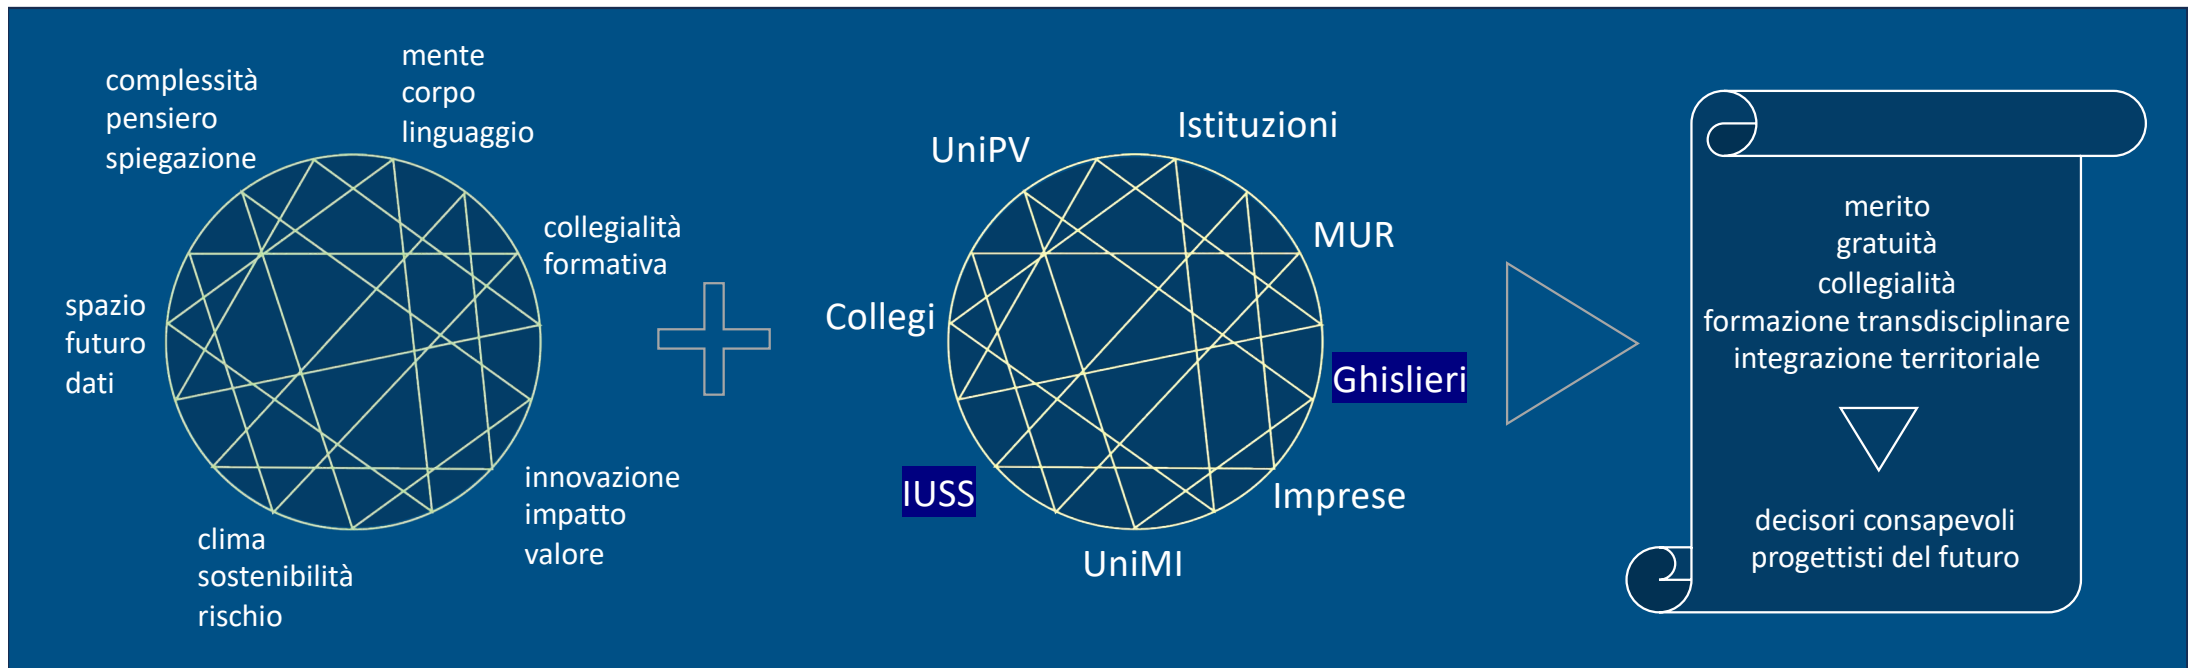 complessità
pensiero
spiegazione
mente
corpo
linguaggio
collegialità
formativa
spazio
futuro
dati
innovazione
impatto
valore
clima
sostenibilità
rischio
UniPV
Istituzioni
MUR
Collegi
Ghislieri
IUSS
Imprese
UniMI
merito
gratuità
collegialità
formazione transdisciplinare
integrazione territoriale
decisori consapevoli
progettisti del futuro